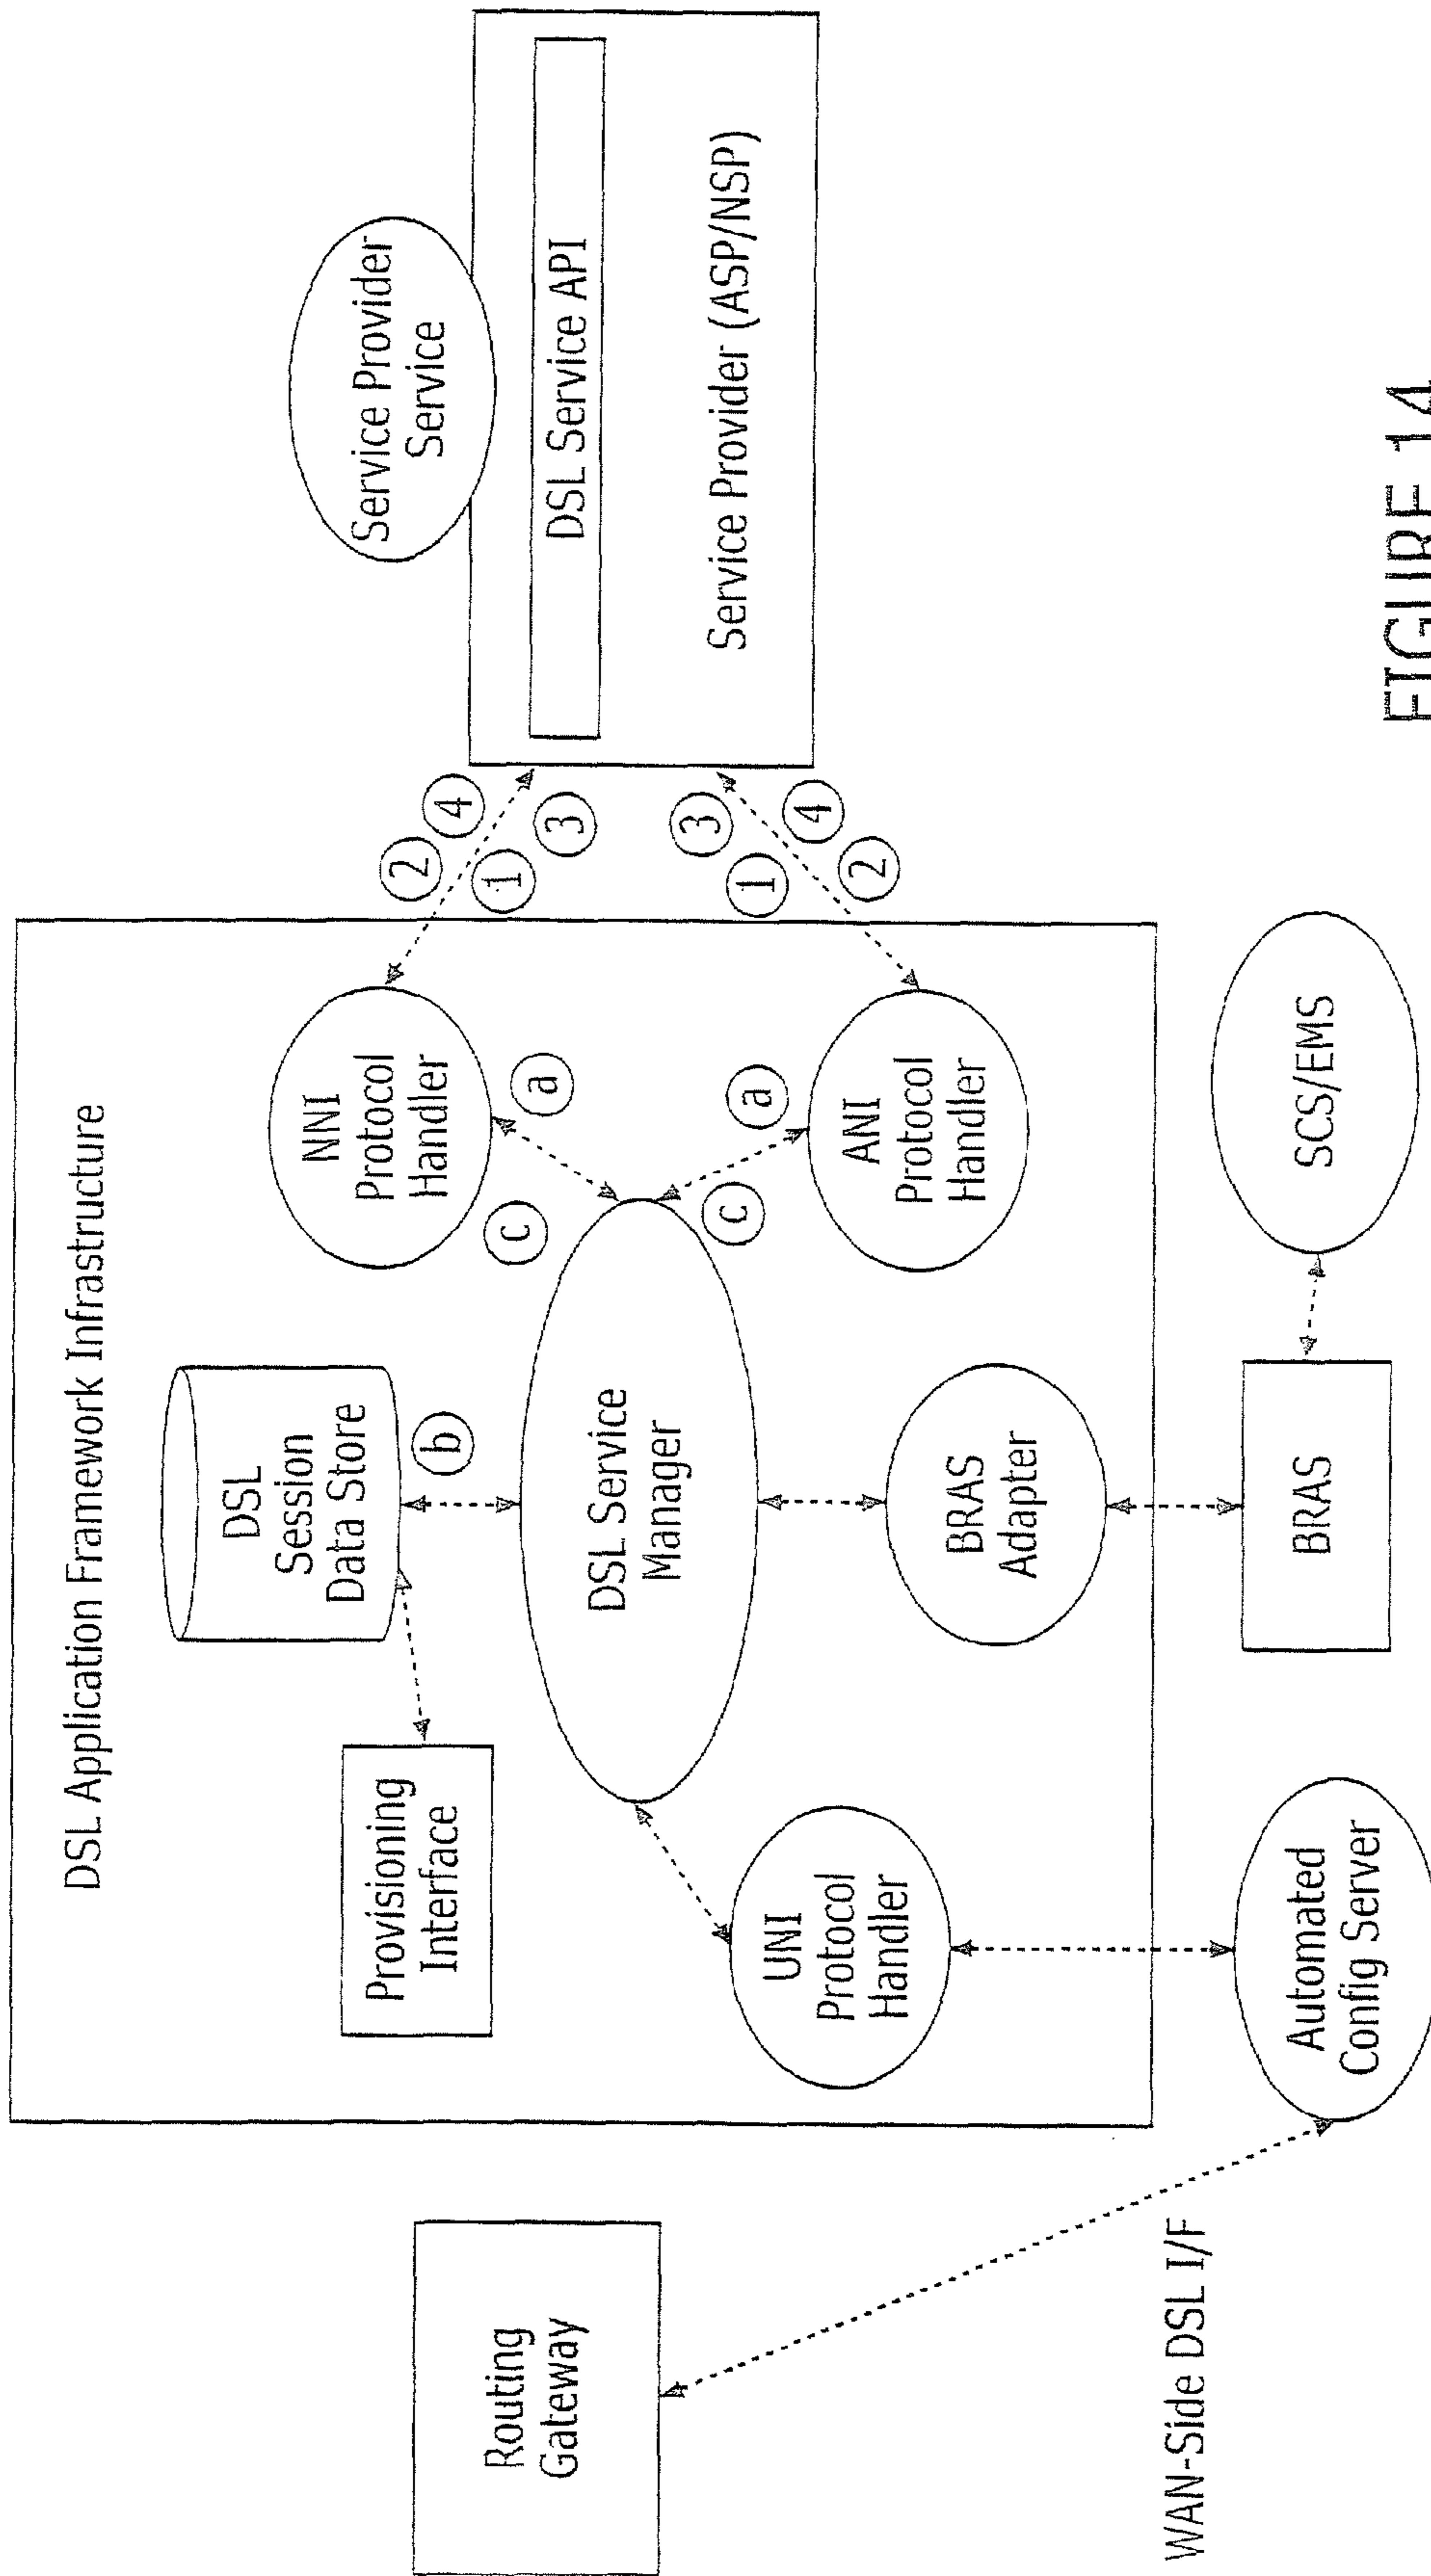 DSL Application Framework Infrastructure
Routing
Gateway
WAN-Side DSL I/F
Provisioning
Interface
DSL
Session
Data Store
b
UNI
Protocol
Handler
DSL Service
Manager
BRAS
Adapter
c
a
c
a
NNI
Protocol
Handler
ANI
Protocol
Handler
2
4
1
3
3
1
4
2
Service Provider
Service
DSL Service API
Service Provider (ASP/NSP)
Automated
Config Server
BRAS
SCS/EMS
FIGURE 14